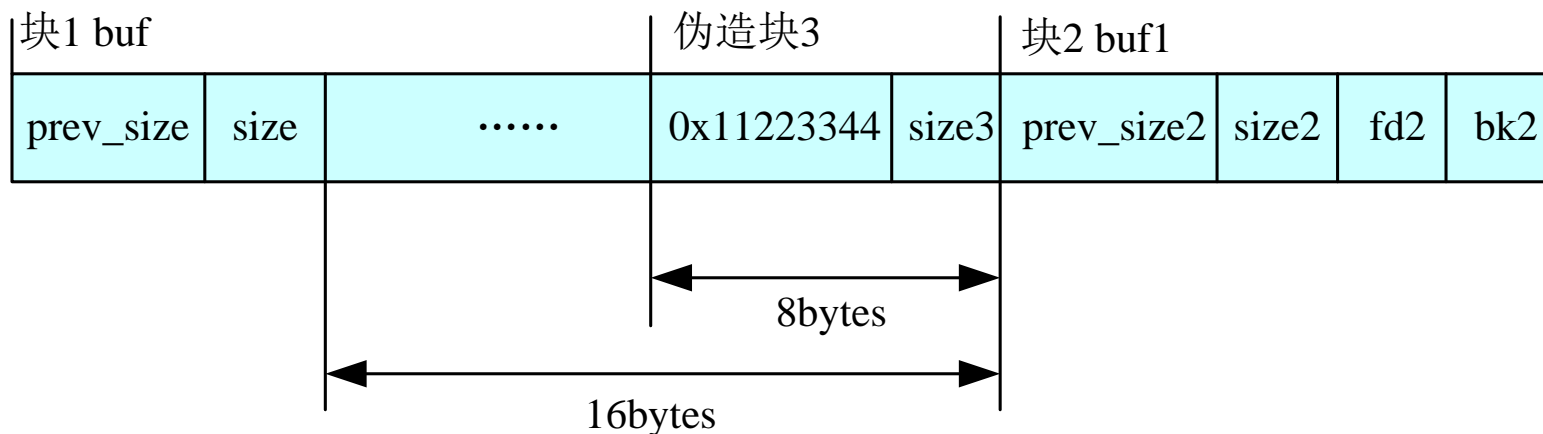 块1 buf 伪造块3 块2 buf1
prev_size size ...... 0x11223344 size3 prev_size2 size2 fd2 bk2
8bytes
16bytes